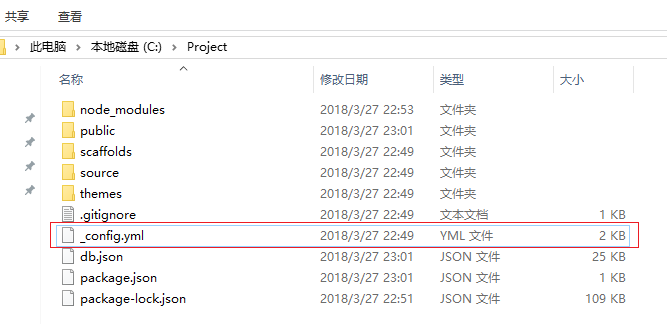 共享 查看
此电脑 本地磁盘 (C:) Project
名称 修改日期 类型 大小
node_modules 2018/3/27 22:53 文件夹
public 2018/3/27 23:01 文件夹
scaffolds 2018/3/27 22:49 文件夹
source 2018/3/27 22:49 文件夹
themes 2018/3/27 22:49 文件夹
.gitignore 2018/3/27 22:49 文本文档 1 KB
_config.yml 2018/3/27 22:49 YML 文件 2 KB
db.json 2018/3/27 23:01 JSON 文件 25 KB
package.json 2018/3/27 23:01 JSON 文件 1 KB
package-lock.json 2018/3/27 22:51 JSON 文件 109 KB